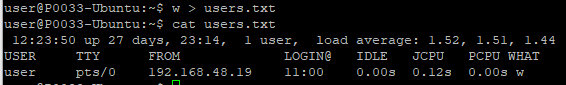 user@P0033-Ubuntu:~$ w > users.txt
user@P0033-Ubuntu:~$ cat users.txt
 12:23:50 up 27 days, 23:14,  1 user,  load average: 1.52, 1.51, 1.44
USER     TTY      FROM             LOGIN@   IDLE   JCPU   PCPU WHAT
user     pts/0    192.168.48.19    11:00    0.00s  0.12s  0.00s w